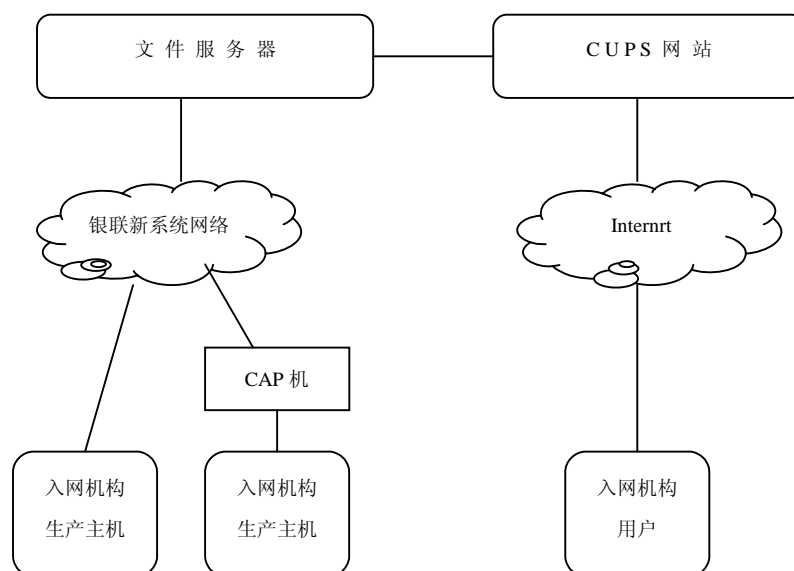 文件服务器
CUPS 网站
银联新系统网络
Internrt
CAP 机
入网机构
生产主机
入网机构
生产主机
入网机构
用户